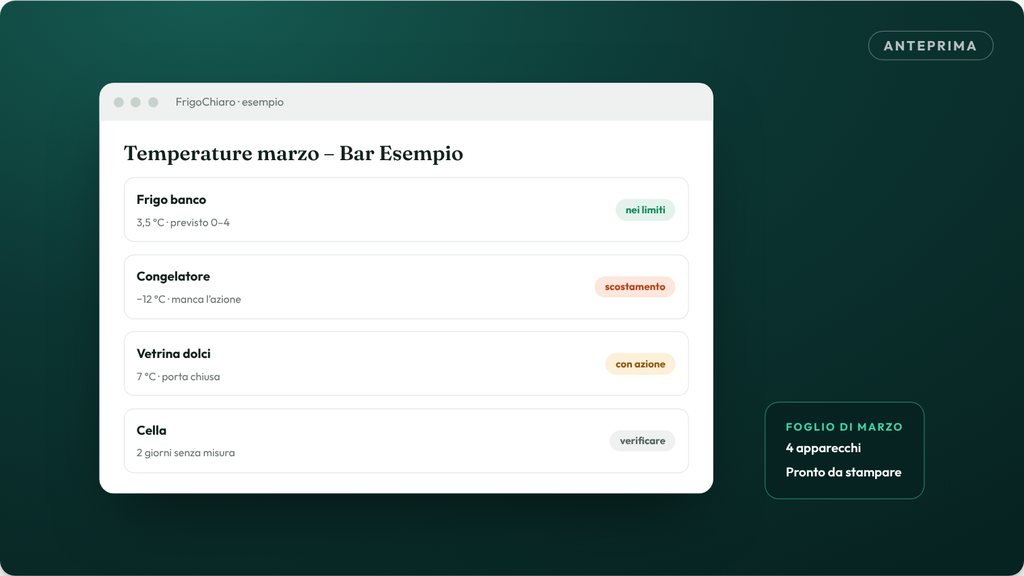 ANTEPRIMA
FrigoChiaro · esempio
Temperature marzo – Bar Esempio
Frigo banco
3,5 °C · previsto 0–4
nei limiti
Congelatore
−12 °C · manca l’azione
scostamento
Vetrina dolci
7 °C · porta chiusa
con azione
Cella
2 giorni senza misura
verificare
FOGLIO DI MARZO
4 apparecchi
Pronto da stampare